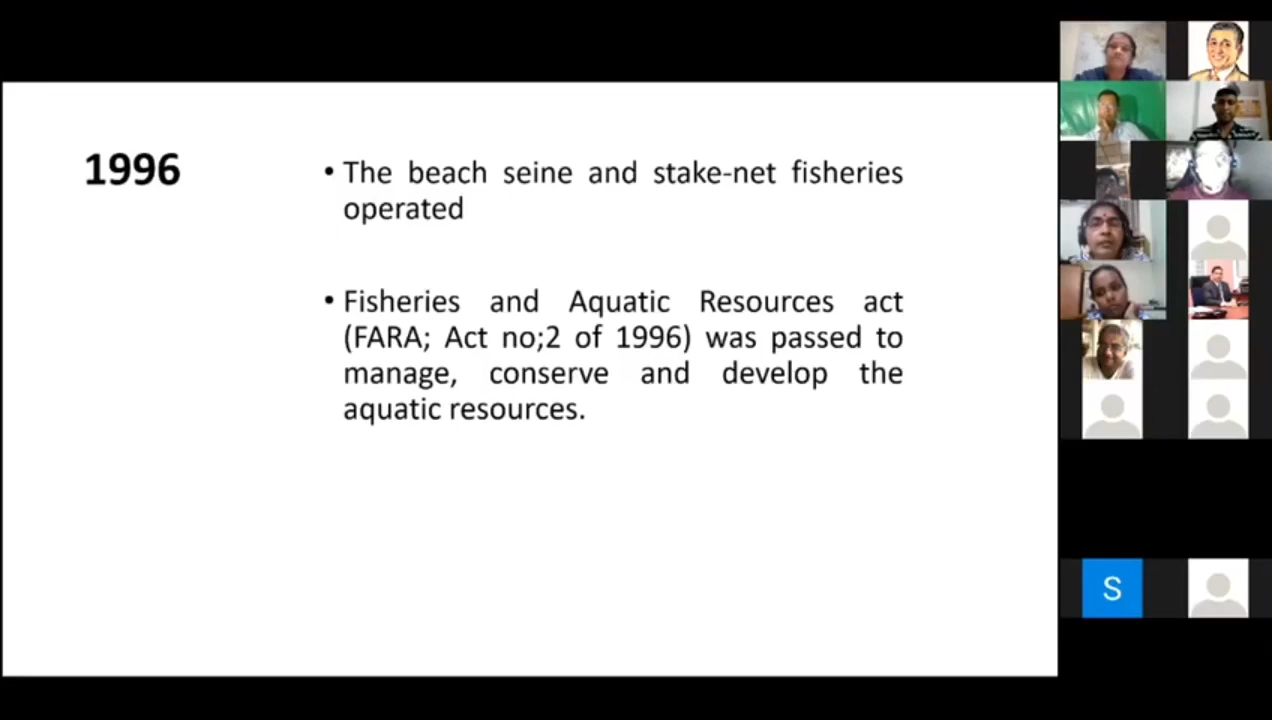 1996
• The beach seine and stake-net fisheries
operated
• Fisheries and Aquatic Resources act
(FARA; Act no;2 of 1996) was passed to
manage, conserve and develop the
aquatic resources.
S